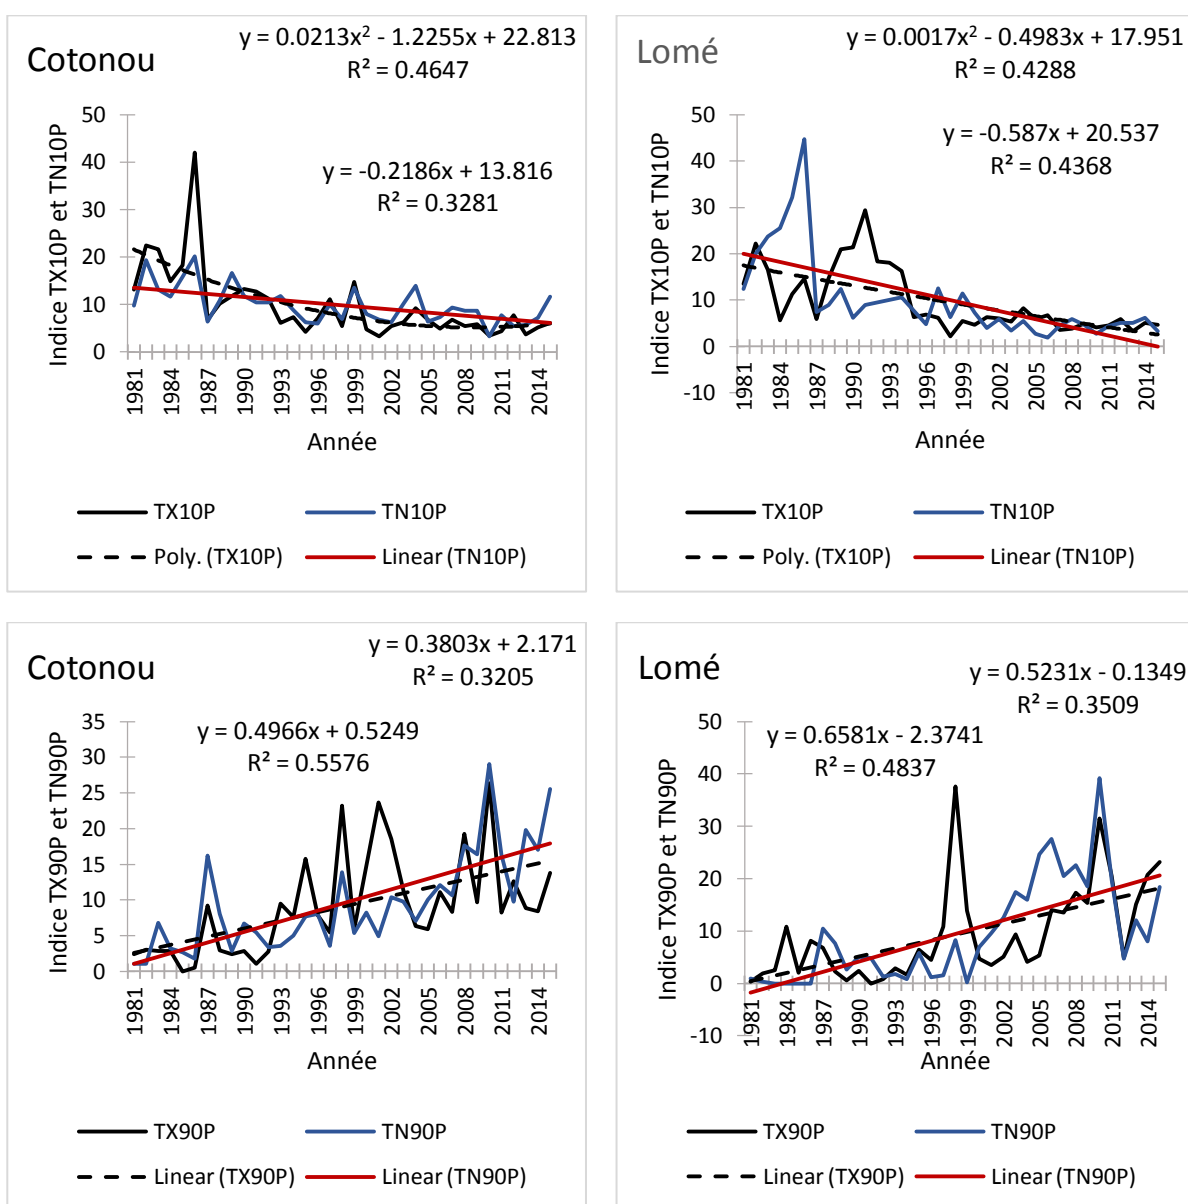 Cotonou
y = 0.0213x² - 1.2255x + 22.813
R² = 0.4647
y = -0.2186x + 13.816
R² = 0.3281
Indice TX10P et TN10P
50
40
30
20
10
0
1981 1984 1987 1990 1993 1996 1999 2002 2005 2008 2011 2014
Année
TX10P TN10P
Poly. (TX10P) Linear (TN10P)
Lomé
y = 0.0017x² - 0.4983x + 17.951
R² = 0.4288
y = -0.587x + 20.537
R² = 0.4368
Indice TX10P et TN10P
50
40
30
20
10
0
-10
1981 1984 1987 1990 1993 1996 1999 2002 2005 2008 2011 2014
Année
TX10P TN10P
Poly. (TX10P) Linear (TN10P)
Cotonou
y = 0.3803x + 2.171
R² = 0.3205
y = 0.4966x + 0.5249
R² = 0.5576
Indice TX90P et TN90P
35
30
25
20
15
10
5
0
1981 1984 1987 1990 1993 1996 1999 2002 2005 2008 2011 2014
Année
TX90P TN90P
Linear (TX90P) Linear (TN90P)
Lomé
y = 0.5231x - 0.1349
R² = 0.3509
y = 0.6581x - 2.3741
R² = 0.4837
Indice TX90P et TN90P
50
40
30
20
10
0
-10
1981 1984 1987 1990 1993 1996 1999 2002 2005 2008 2011 2014
Année
TX90P TN90P
Linear (TX90P) Linear (TN90P)